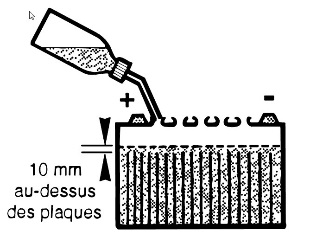 + -
10 mm
au-dessus
des plaques